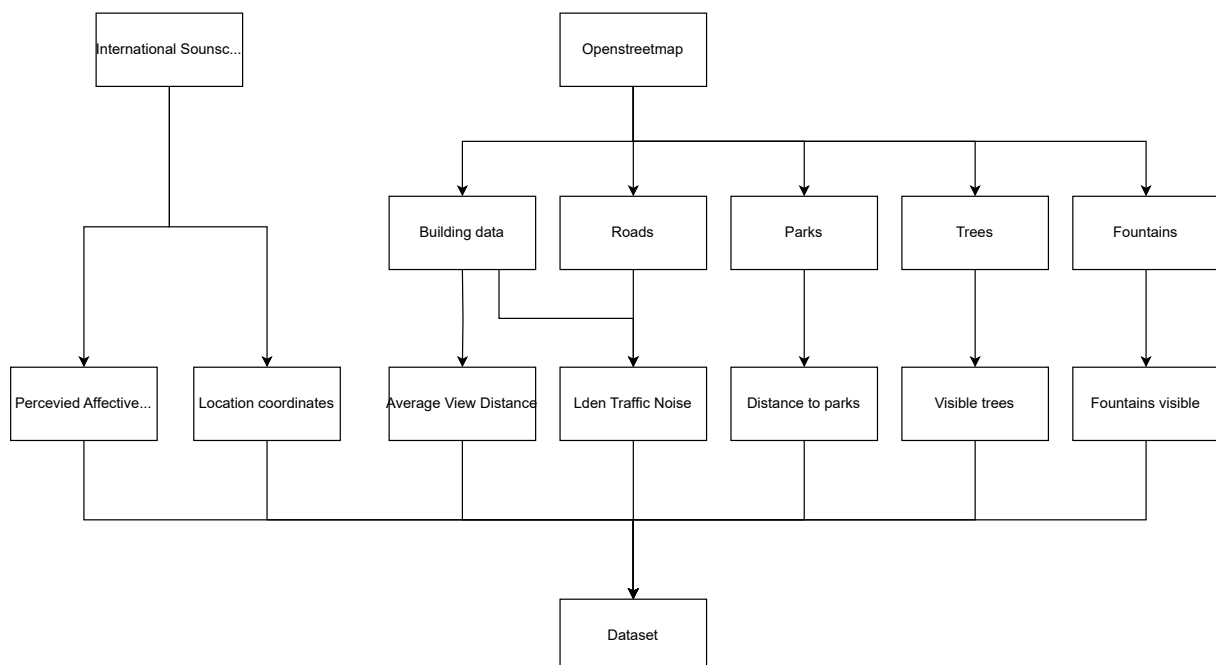 International Sounsc...
Openstreetmap
Building data
Roads
Parks
Trees
Fountains
Percevied Affective...
Location coordinates
Average View Distance
Lden Traffic Noise
Distance to parks
Visible trees
Fountains visible
Dataset